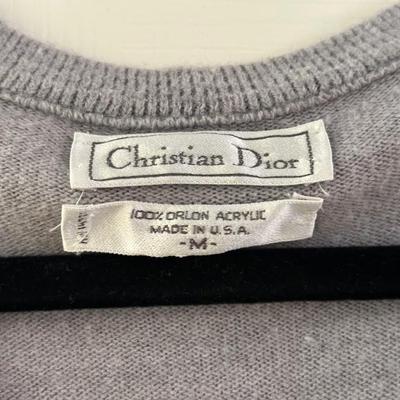 Christian Dior
100% ORLON ACRYLIC
MADE IN U.S.A.
-M-